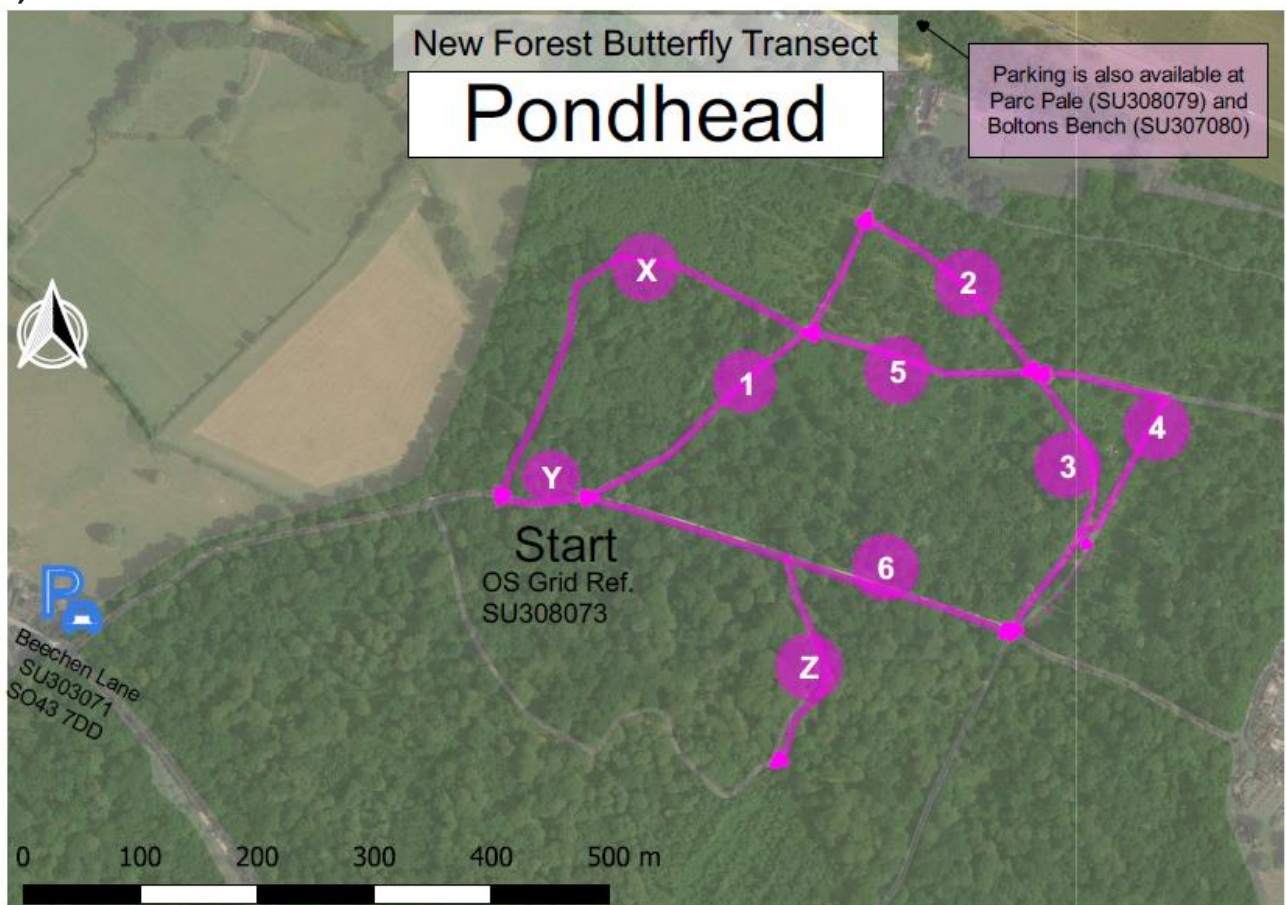 New Forest Butterfly Transect
Pondhead
Parking is also available at
Parc Pale (SU308079) and
Boltons Bench (SU307080)
X
2
1
5
4
3
Y
Start
OS Grid Ref.
SU308073
6
Z
P
Beechen Lane
SU303071
SO43 7DD
0 100 200 300 400 500 m